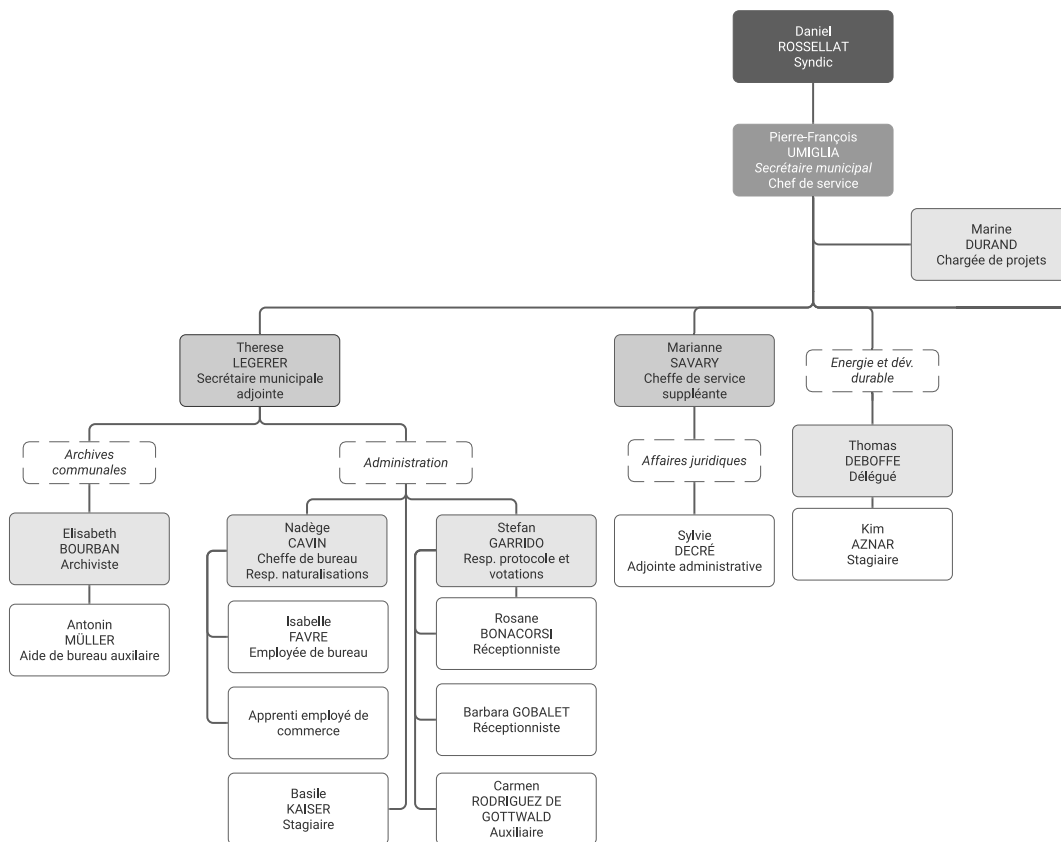 Daniel
ROSSELLAT
Syndic
Pierre-François
UMIGLIA
Secrétaire municipal
Chef de service
Marine
DURAND
Chargée de projets
Therese
LEGERER
Secrétaire municipale
adjointe
Marianne
SAVARY
Cheffe de service
suppléante
Energie et dév.
durable
Archives
communales
Administration
Affaires juridiques
Thomas
DEBOFFE
Délégué
Elisabeth
BOURBAN
Archiviste
Nadège
CAVIN
Cheffe de bureau
Resp. naturalisations
Stefan
GARRIDO
Resp. protocole et
votations
Sylvie
DECRÉ
Adjointe administrative
Kim
AZNAR
Stagiaire
Antonin
MÜLLER
Aide de bureau auxilaire
Isabelle
FAVRE
Employée de bureau
Rosane
BONACORSI
Réceptionniste
Apprenti employé de
commerce
Barbara GOBALET
Réceptionniste
Basile
KAISER
Stagiaire
Carmen
RODRIGUEZ DE
GOTTWALD
Auxiliaire